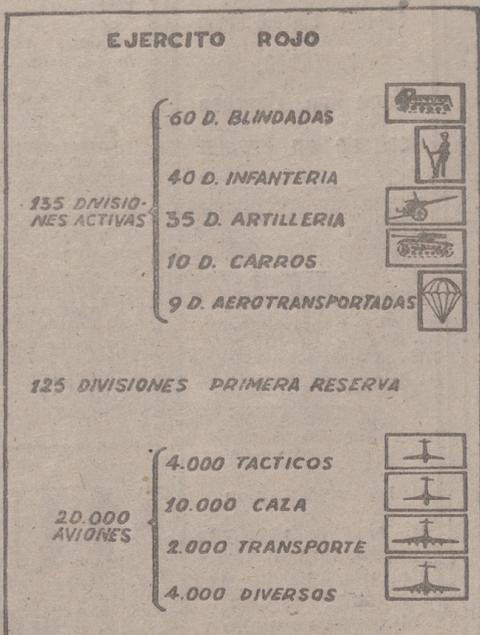 EJERCITO ROJO
60 D. BLINDADAS
40 D. INFANTERIA
135 DIVISIO-
NES ACTIVAS
35 D. ARTILLERIA
10 D. CARROS
9 D. AEROTRANSPORTADAS
125 DIVISIONES PRIMERA RESERVA
4.000 TACTICOS
10.000 CAZA
20.000
AVIONES
2.000 TRANSPORTE
4.000 DIVERSOS